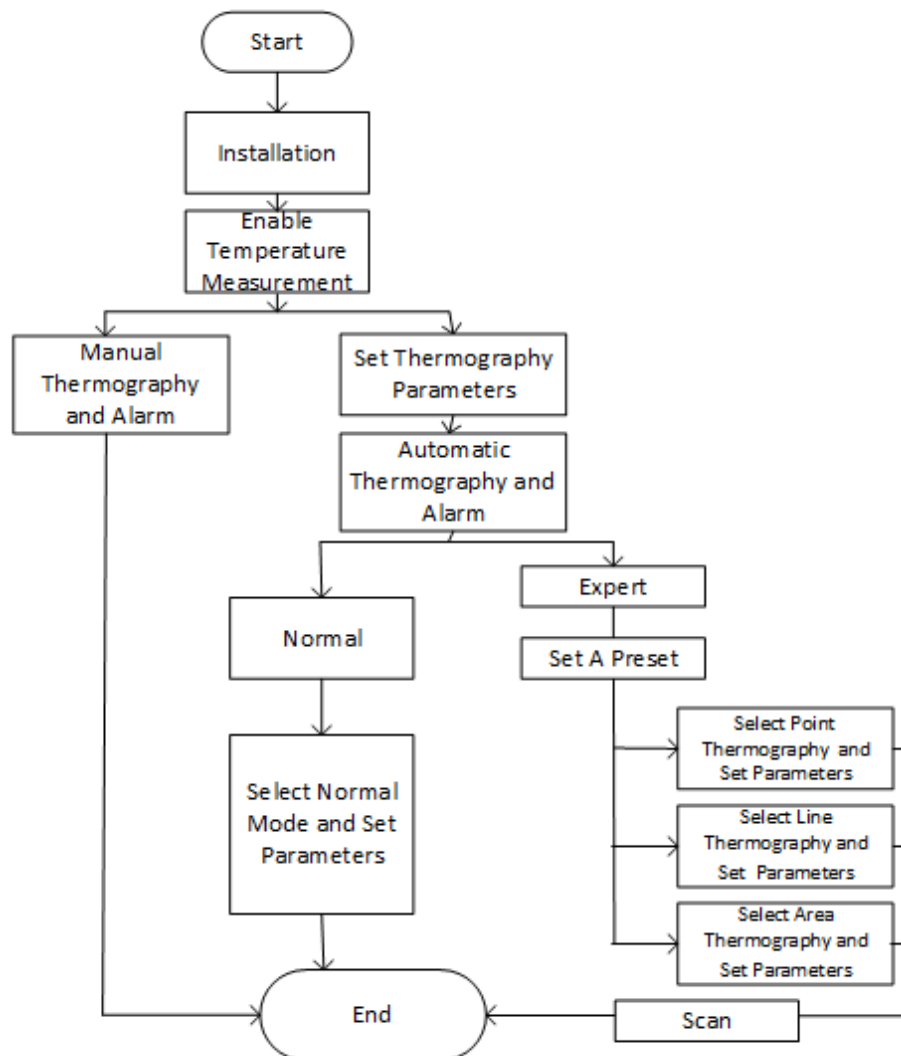 Start
Installation
Enable
Temperature
Measurement
Manual
Thermography
and Alarm
Set Thermography
Parameters
Automatic
Thermography and
Alarm
Normal
Expert
Set A Preset
Select Normal
Mode and Set
Parameters
Select Point
Thermography and
Set Parameters
Select Line
Thermography and
Set Parameters
Select Area
Thermography and
Set Parameters
End
Scan